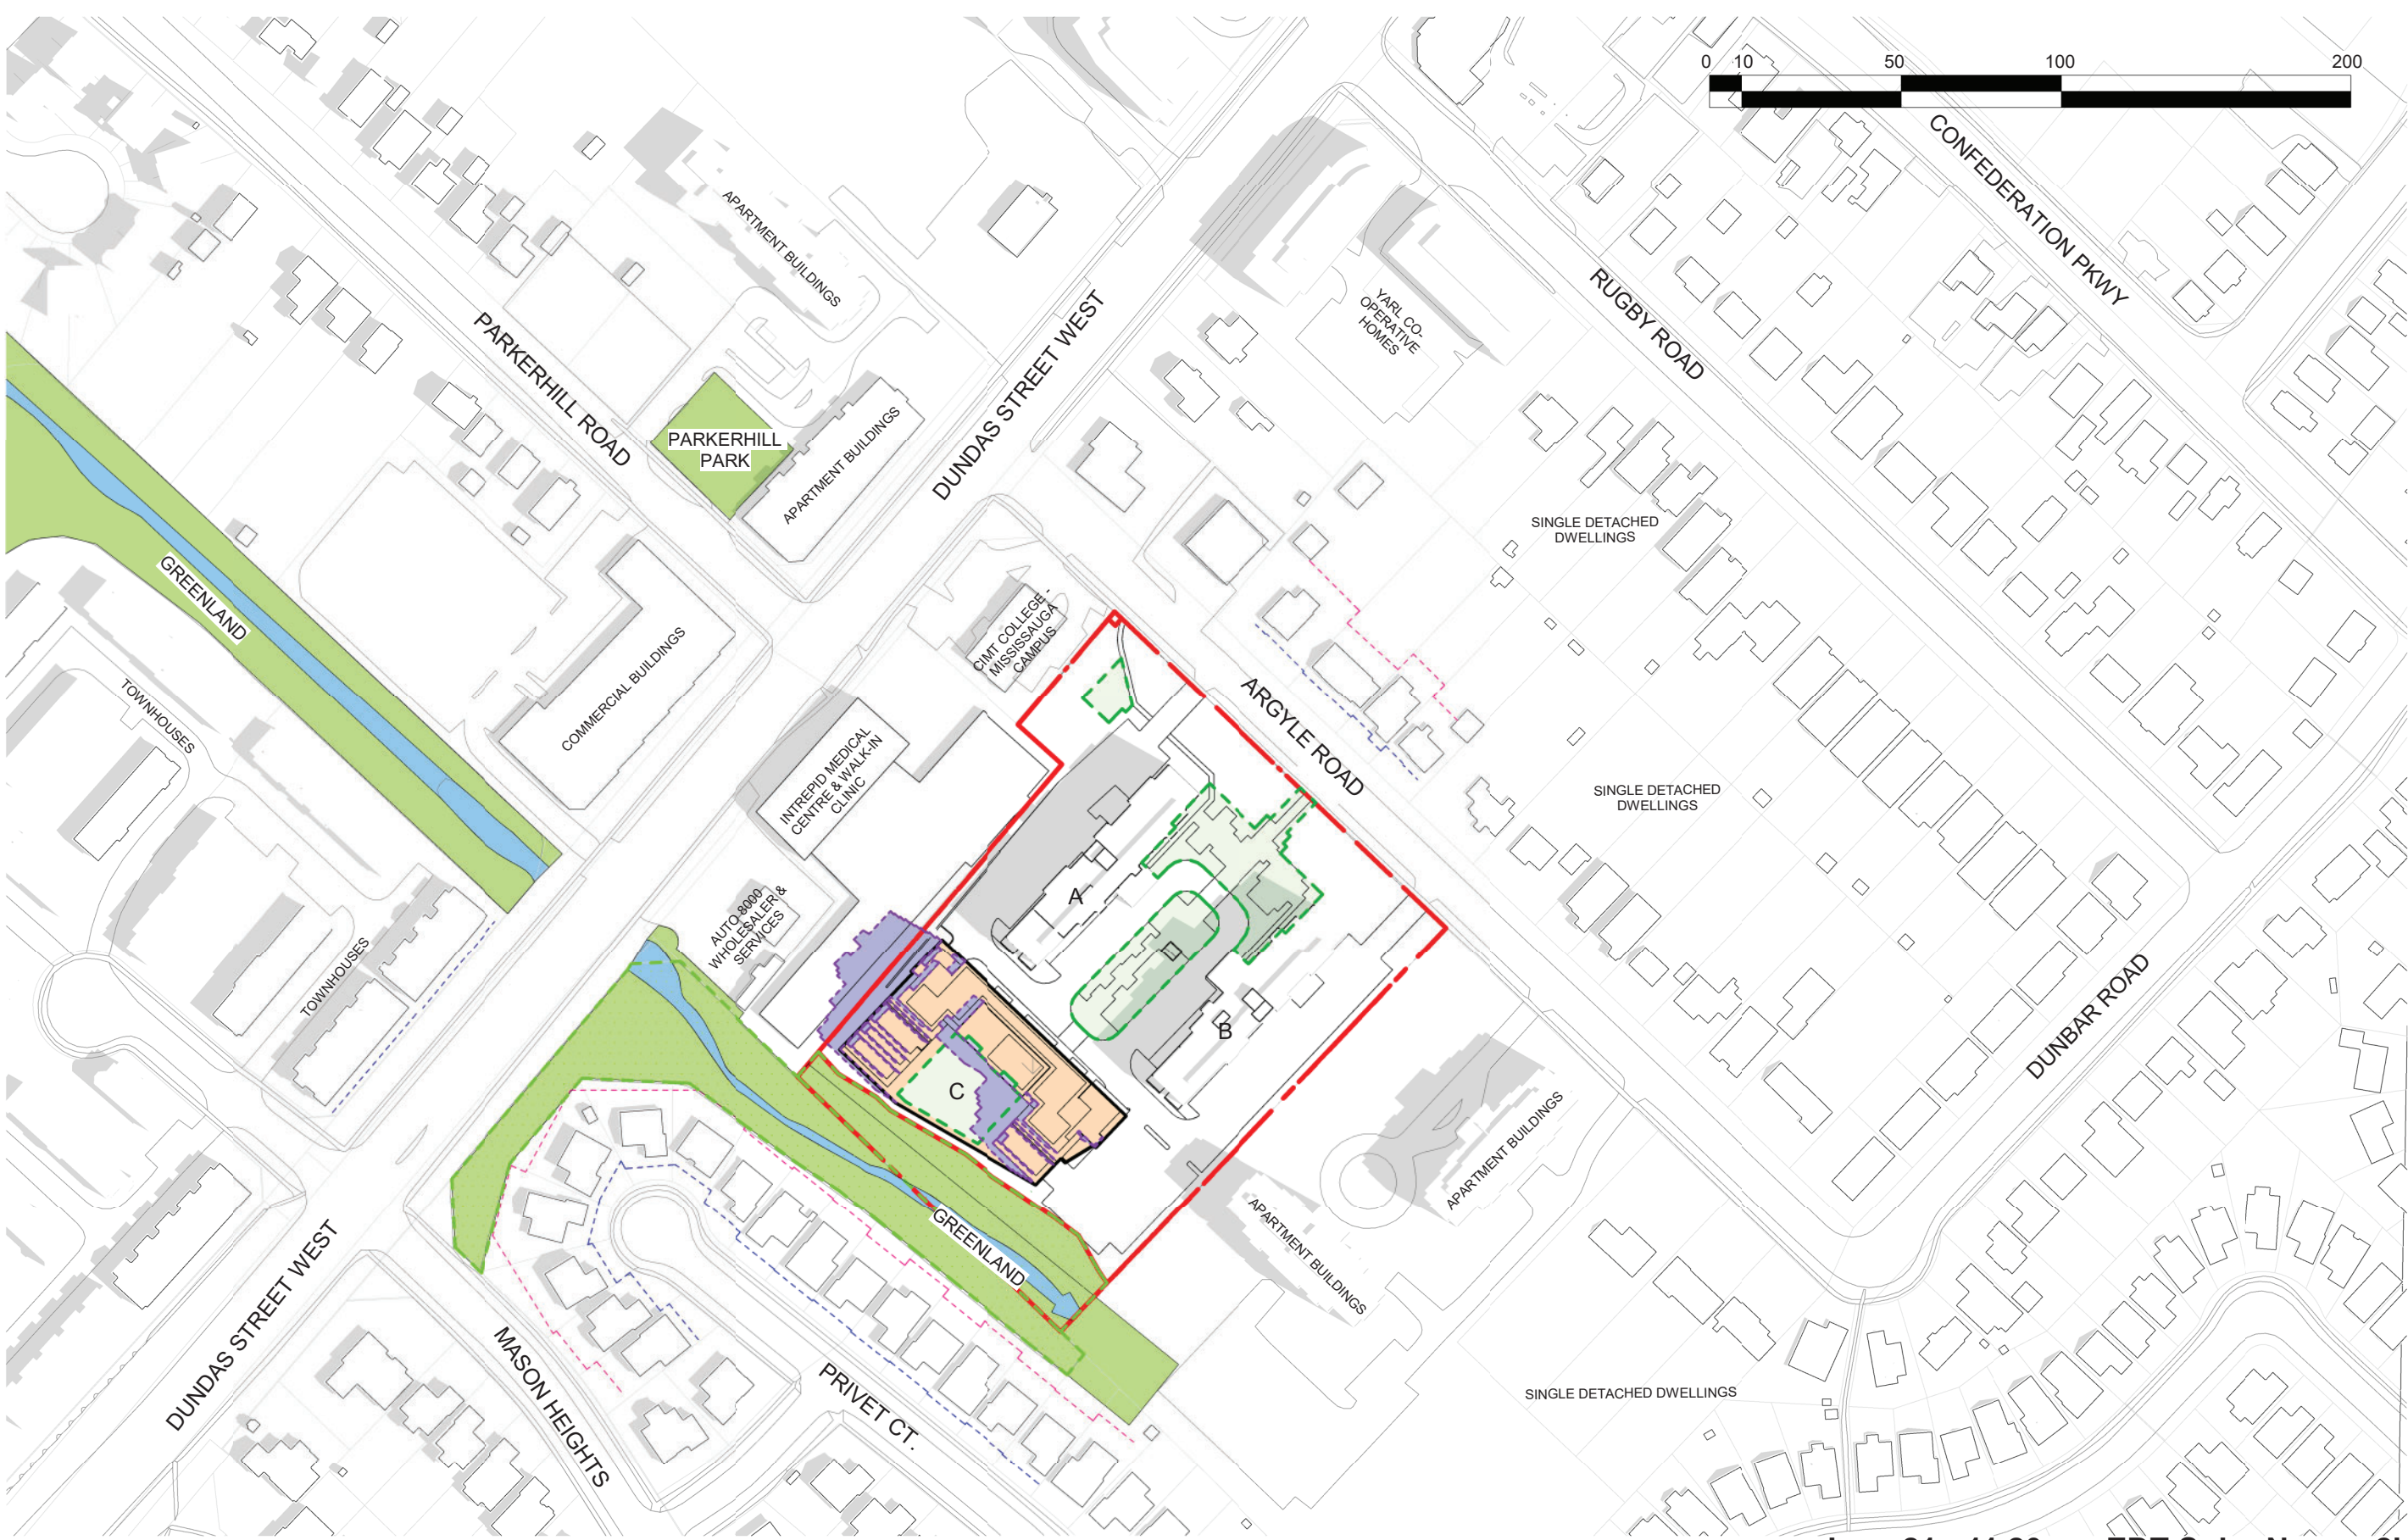 0 10 50 100 200
CONFEDERATION PKWY
APARTMENT BUILDINGS
PARKERHILL ROAD
DUNDAS STREET WEST
YARL CO-
OPERATIVE
HOMES
RUGBY ROAD
PARKERHILL
PARK
APARTMENT BUILDINGS
SINGLE DETACHED
DWELLINGS
GREENLAND
CIMT COLLEGE -
MISSISSAUGA
CAMPUS
COMMERCIAL BUILDINGS
TOWNHOUSES
ARGYLE ROAD
INTREPID MEDICAL
CENTRE & WALK-IN
CLINIC
SINGLE DETACHED
DWELLINGS
A
AUTO 8000
WHOLESALER &
SERVICES
TOWNHOUSES
B
DUNBAR ROAD
C
APARTMENT BUILDINGS
GREENLAND
APARTMENT BUILDINGS
DUNDAS STREET WEST
MASON HEIGHTS
PRIVET CT.
SINGLE DETACHED DWELLINGS